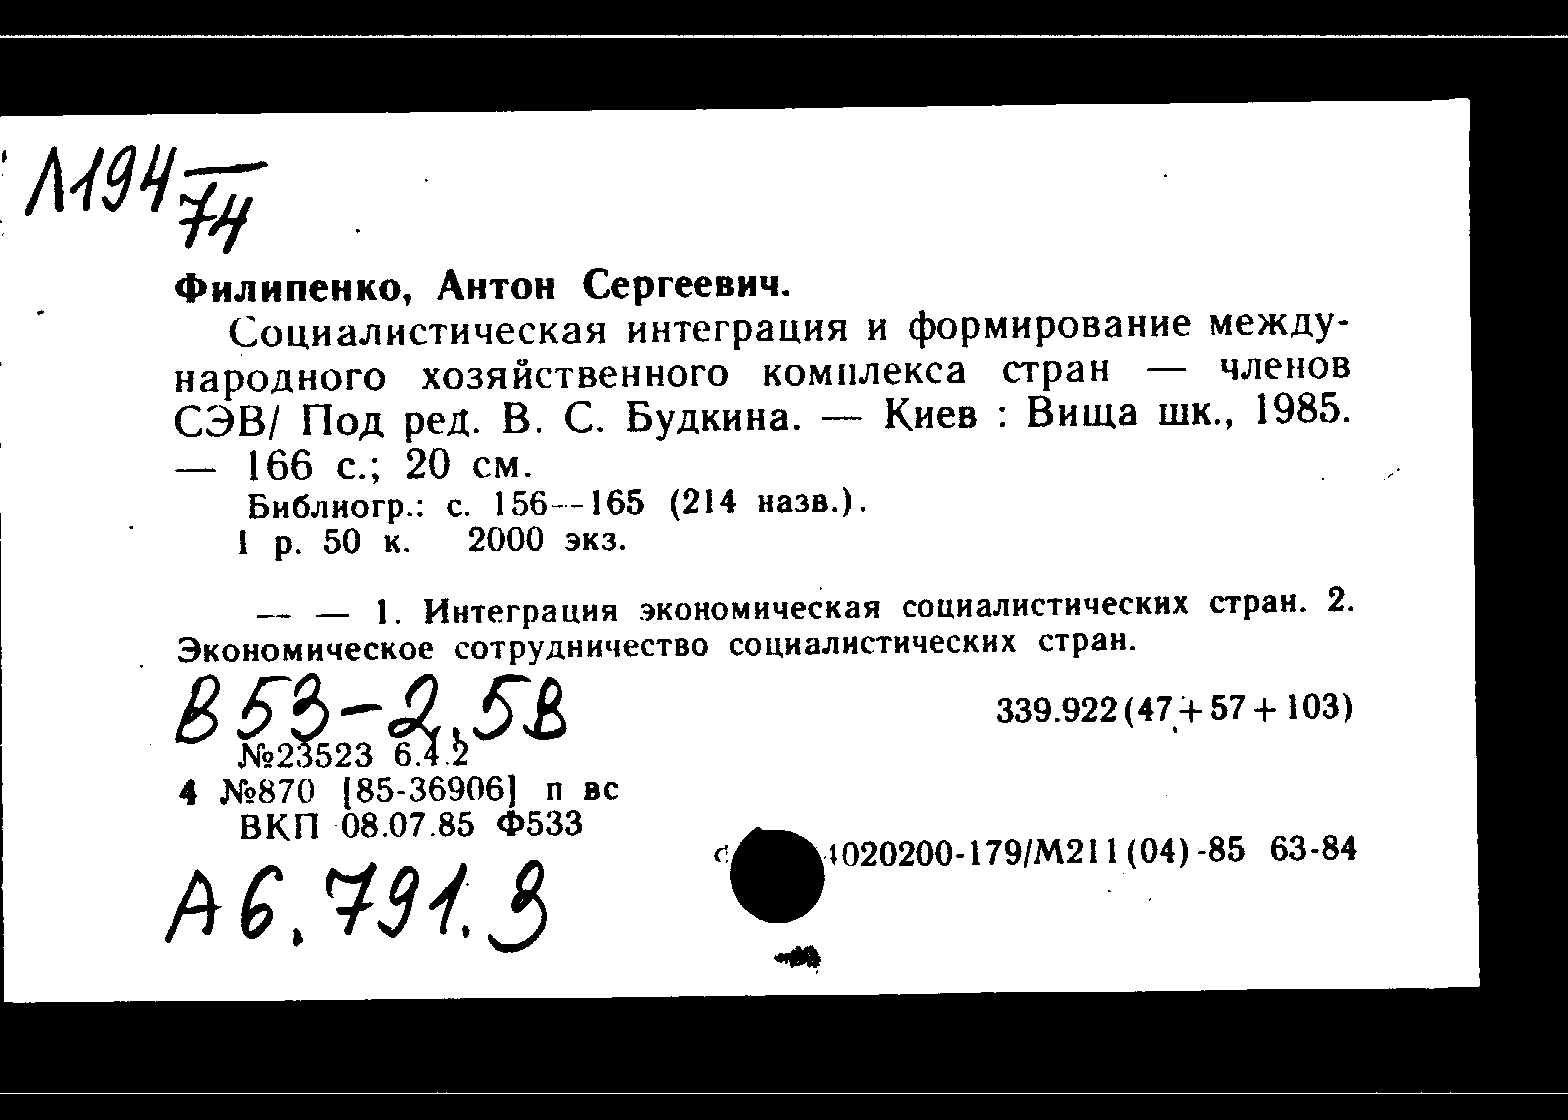 Л194
74
Филипенко, Антон Сергеевич.
Социалистическая интеграция и формирование между-
народного хозяйственного комплекса стран — членов
СЭВ/ Под ред. В. С. Будкина. — Киев : Вища шк., 1985.
— 166 с.; 20 см.
Библиогр.: с. 156—165 (214 назв.).
1 р. 50 к. 2000 экз.
— — 1. Интеграция экономическая социалистических стран. 2.
Экономическое сотрудничество социалистических стран.
В53-2.5В
339.922(47+57+103)
№23523 6.4.2
4 №870 [85-36906] п вс
ВКП 08.07.85 Ф533
020200-179/М211(04)-85 63-84
А6.791.3